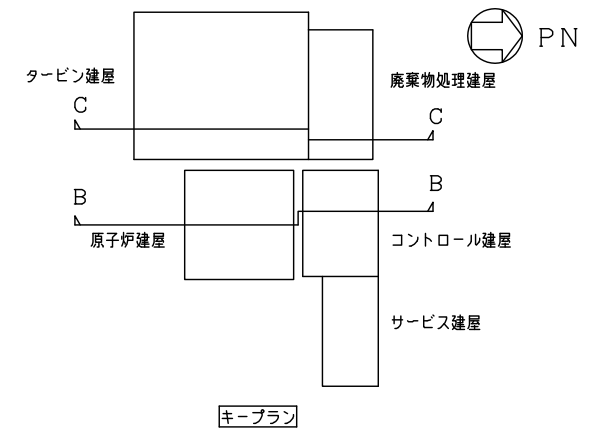 PN
タービン建屋
廃棄物処理建屋
C
C
B
B
原子炉建屋
コントロール建屋
サービス建屋
キープラン